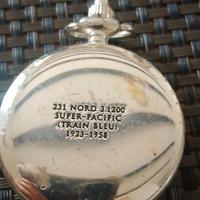 231 NORD 3.1200
SUPER-PACIFIC
(TRAIN BLEU)
1923-1958